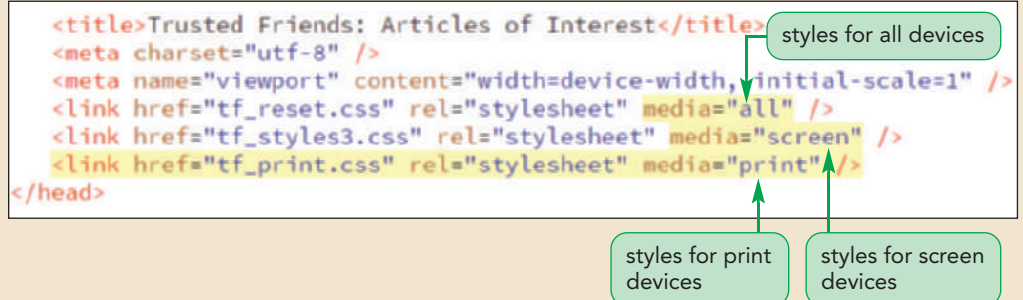 <title>Trusted Friends: Articles of Interest</title>
styles for all devices
<meta charset="utf-8" />
<meta name="viewport" content="width=device-width, initial-scale=1" />
<link href="tf_reset.css" rel="stylesheet" media="all" />
<link href="tf_styles3.css" rel="stylesheet" media="screen" />
<link href="tf_print.css" rel="stylesheet" media="print" />
</head>
styles for print
devices
styles for screen
devices